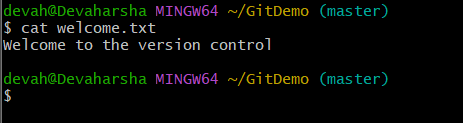 devah@Devaharsha MINGW64 ~/GitDemo (master)
$ cat welcome.txt
Welcome to the version control
devah@Devaharsha MINGW64 ~/GitDemo (master)
$